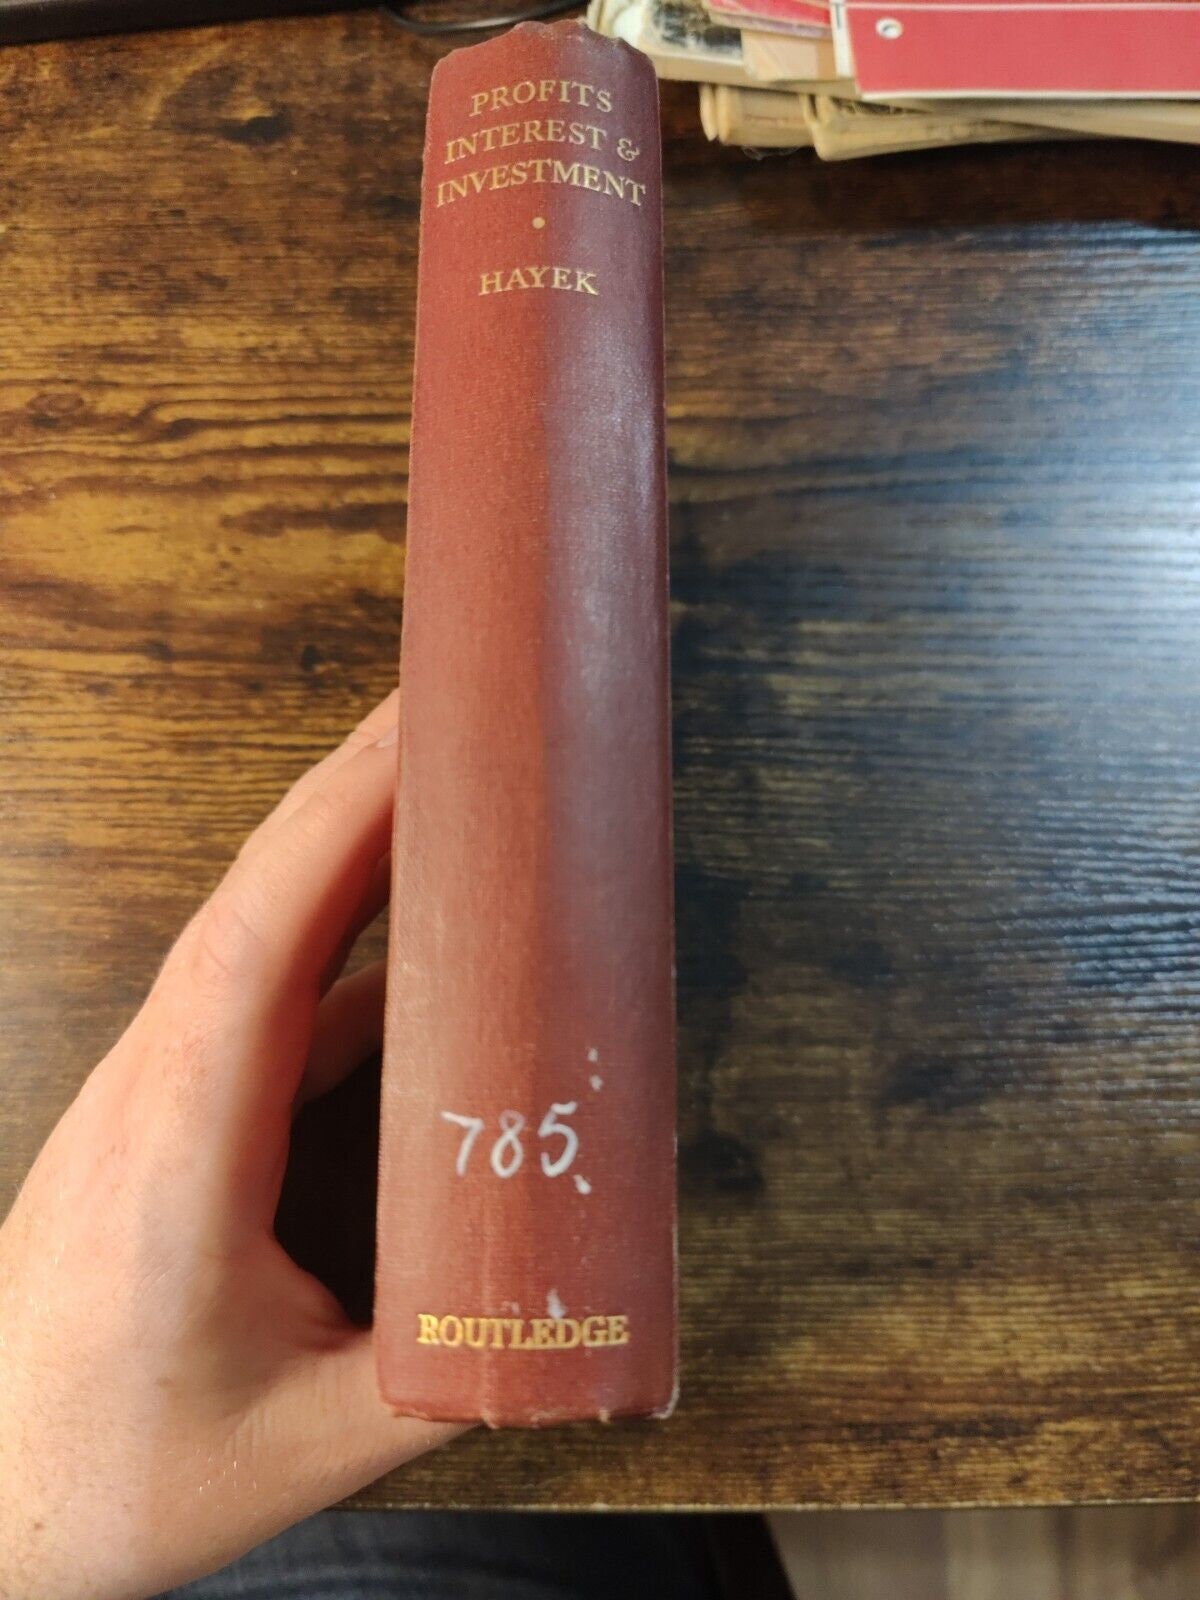 PROFITS
INTEREST &
INVESTMENT
HAYEK
785
ROUTLEDGE